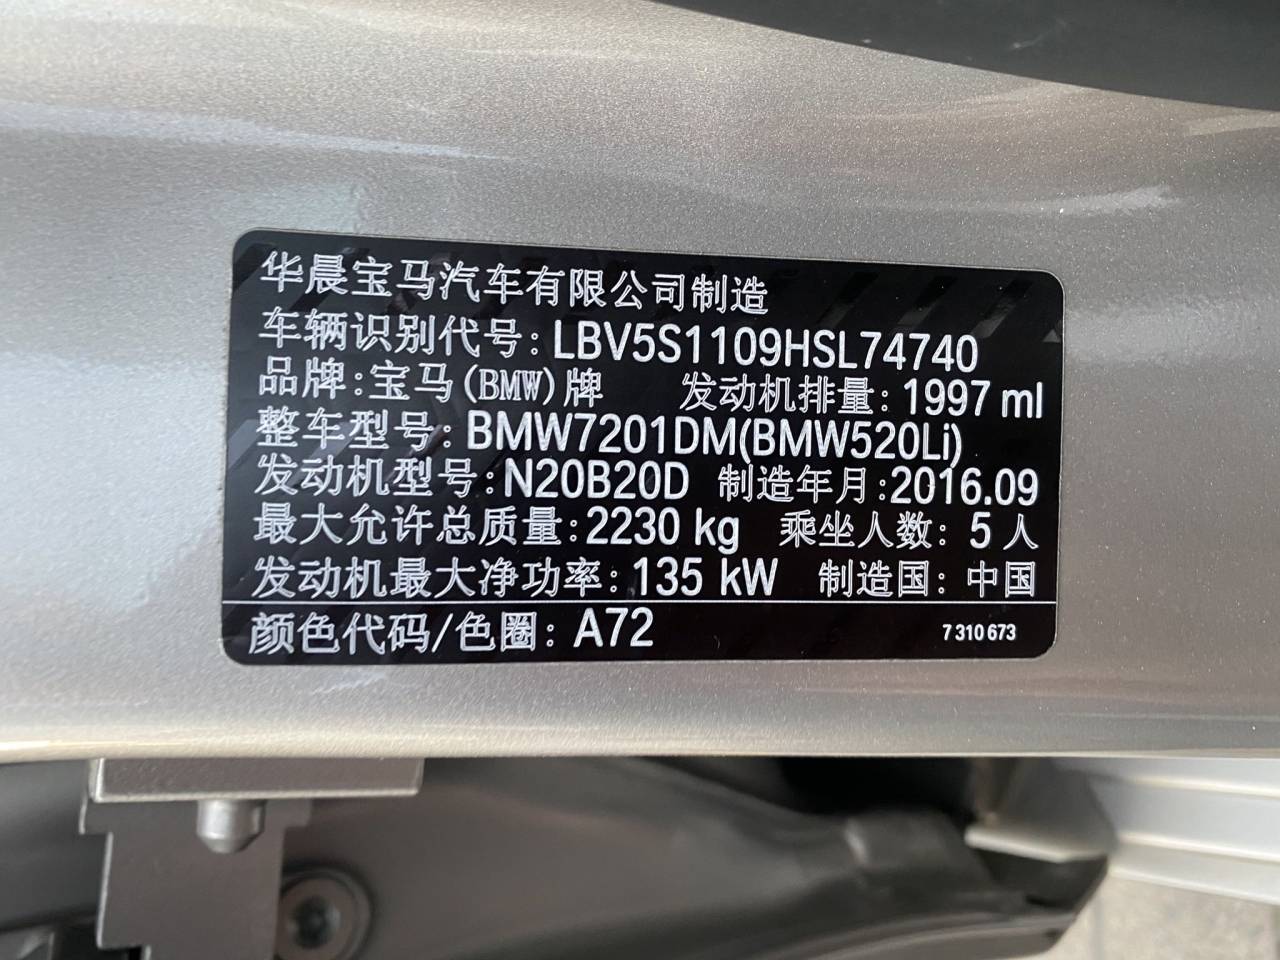 华晨宝马汽车有限公司制造
车辆识别代号：LBV5S1109HSL74740
品牌：宝马(BMW)牌 发动机排量：1997 ml
整车型号：BMW7201DM(BMW520Li)
发动机型号：N20B20D 制造年月：2016.09
最大允许总质量：2230 kg 乘坐人数：5 人
发动机最大净功率：135 kW 制造国：中国
颜色代码/色圈：A72 7 310 673